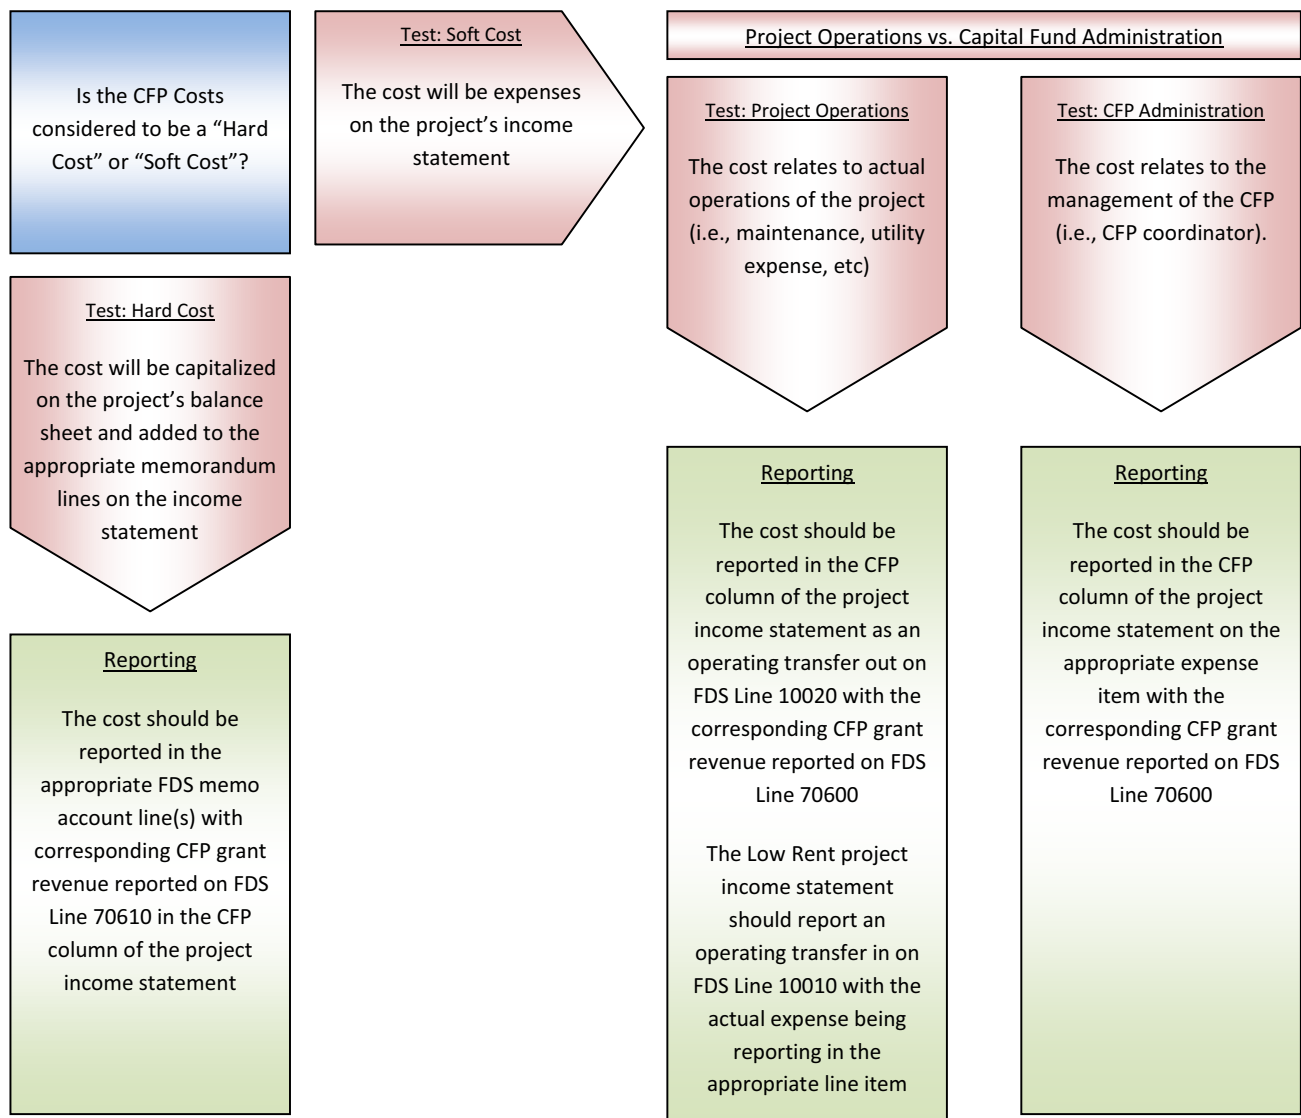 Is the CFP Costs
considered to be a “Hard
Cost” or “Soft Cost”?
Test: Soft Cost
The cost will be expenses
on the project’s income
statement
Project Operations vs. Capital Fund Administration
Test: Project Operations
The cost relates to actual
operations of the project
(i.e., maintenance, utility
expense, etc)
Test: CFP Administration
The cost relates to the
management of the CFP
(i.e., CFP coordinator).
Test: Hard Cost
The cost will be capitalized
on the project’s balance
sheet and added to the
appropriate memorandum
lines on the income
statement
Reporting
The cost should be
reported in the
appropriate FDS memo
account line(s) with
corresponding CFP grant
revenue reported on FDS
Line 70610 in the CFP
column of the project
income statement
Reporting
The cost should be
reported in the CFP
column of the project
income statement as an
operating transfer out on
FDS Line 10020 with the
corresponding CFP grant
revenue reported on FDS
Line 70600
The Low Rent project
income statement
should report an
operating transfer in on
FDS Line 10010 with the
actual expense being
reporting in the
appropriate line item
Reporting
The cost should be
reported in the CFP
column of the project
income statement on the
appropriate expense
item with the
corresponding CFP grant
revenue reported on FDS
Line 70600